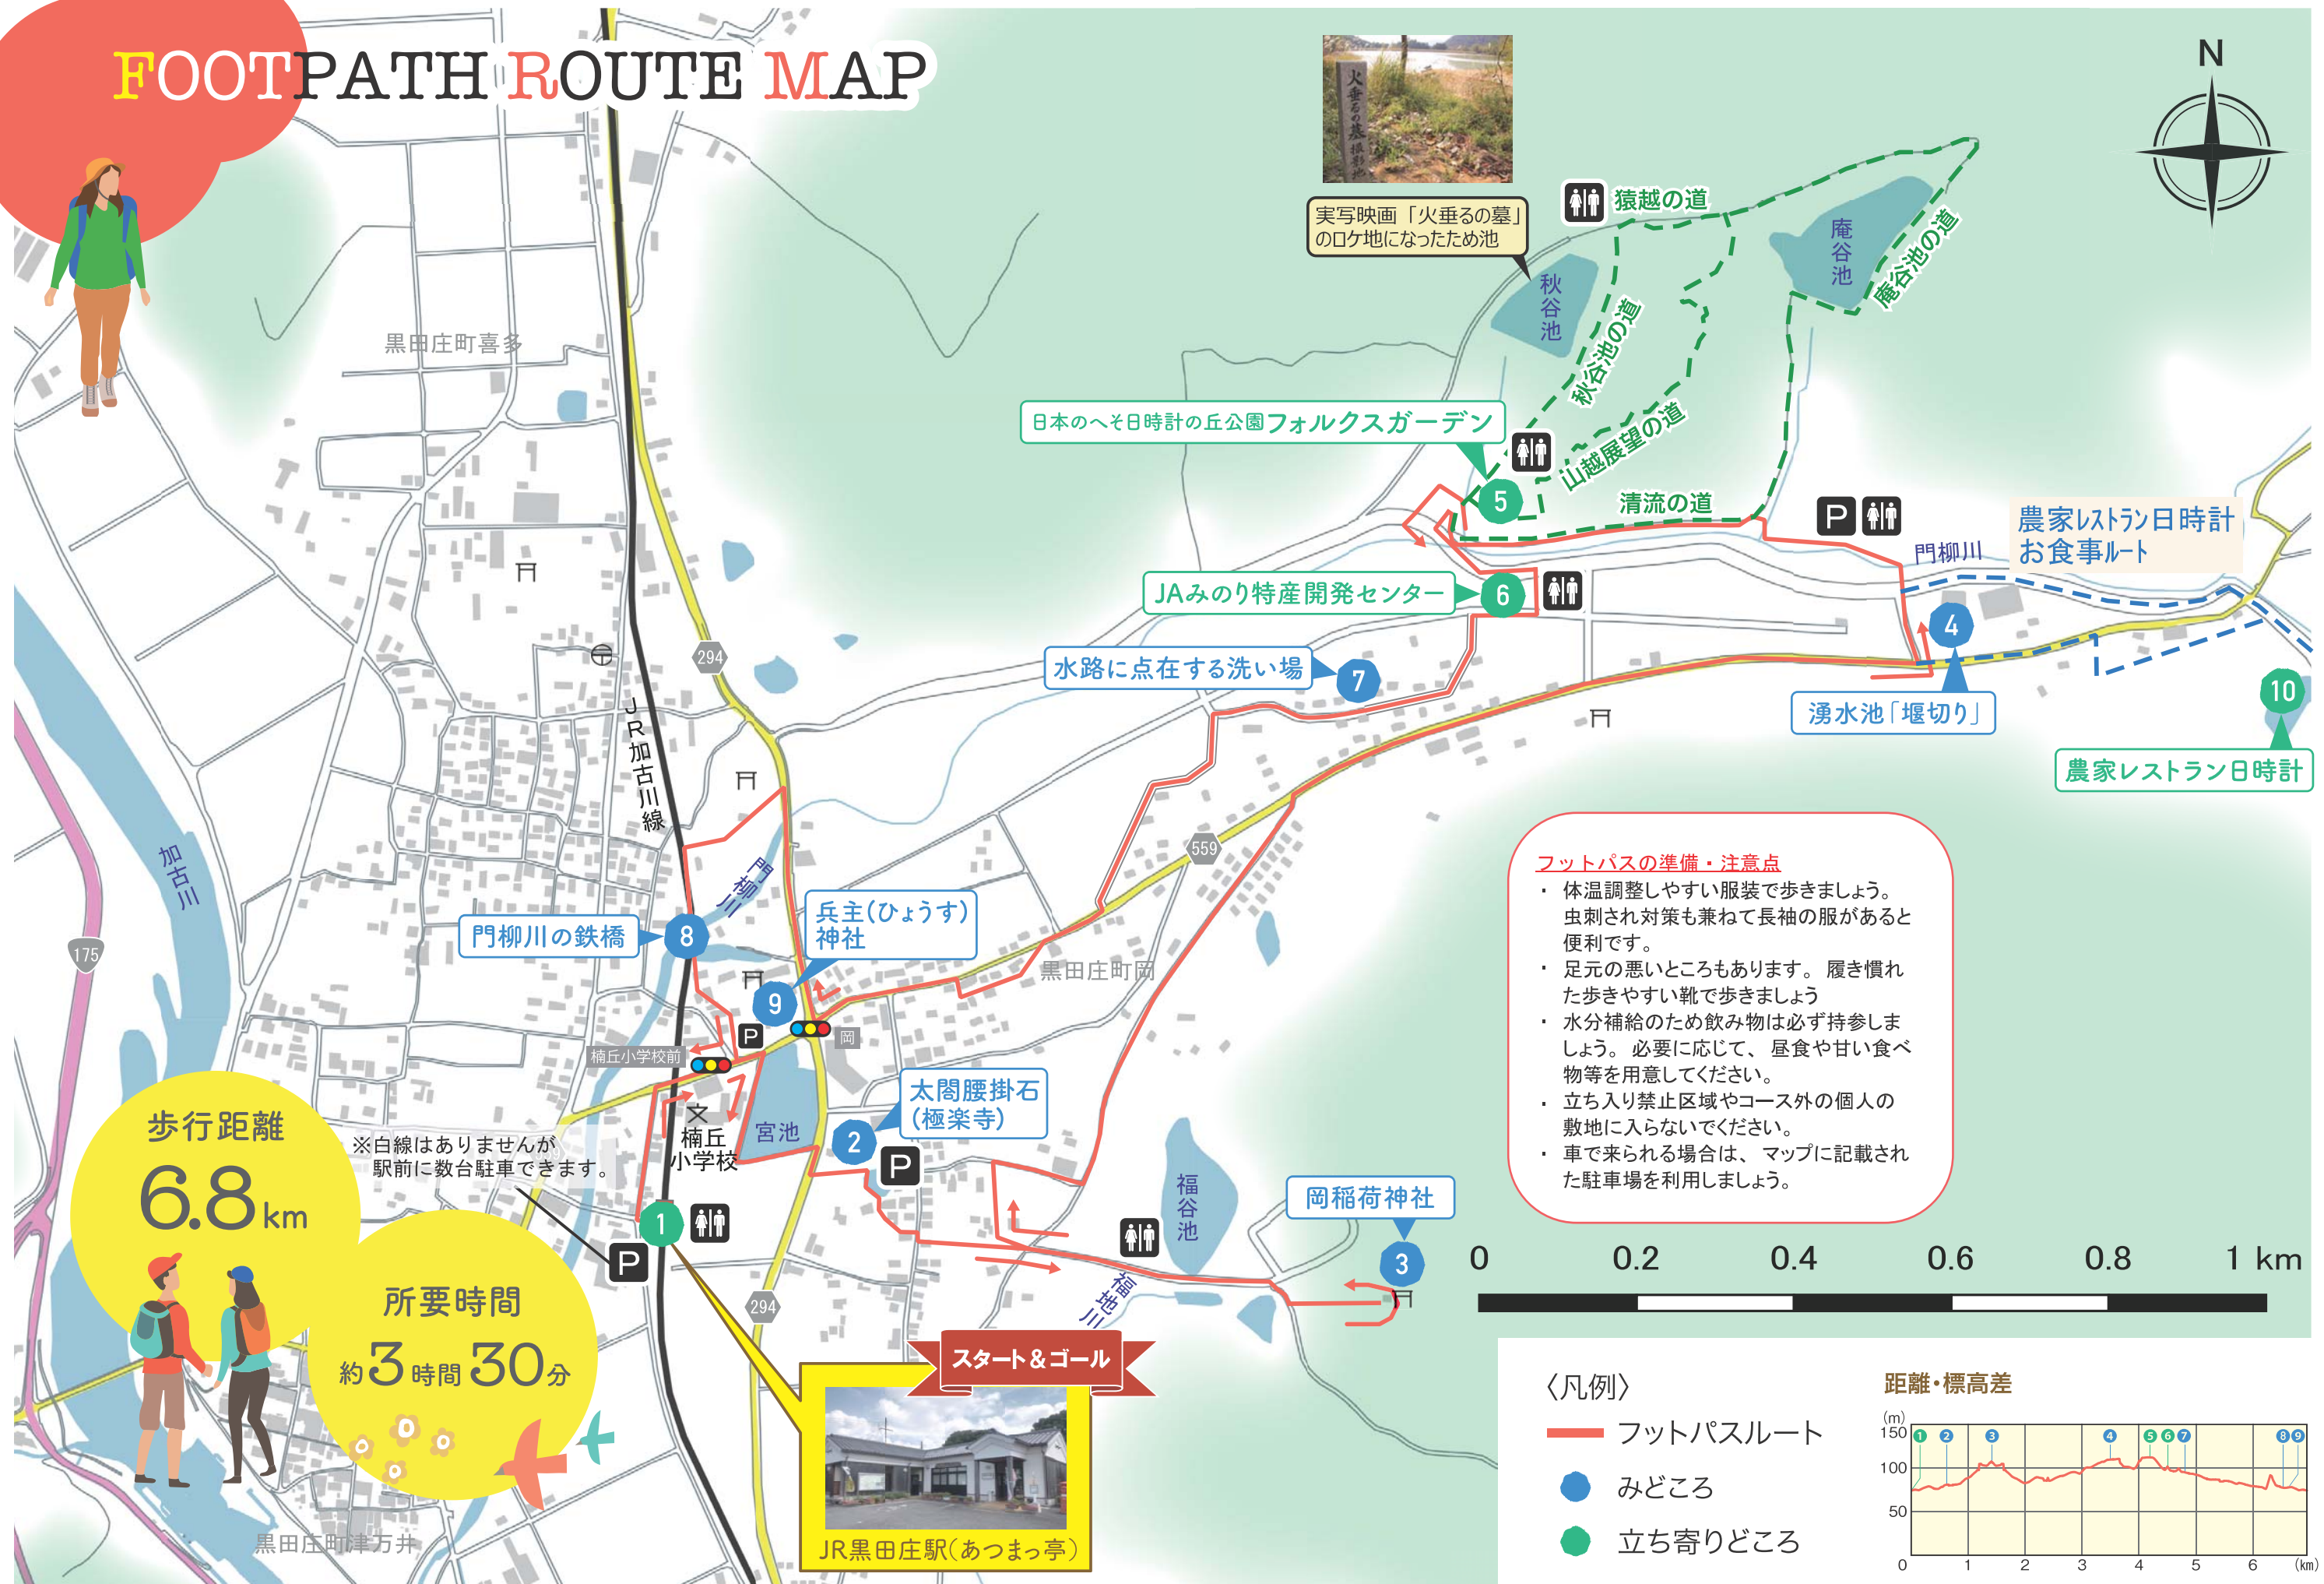 FOOTPATH ROUTE MAP
N
火垂るの墓撮影地
実写映画「火垂るの墓」
のロケ地になったため池
猿越の道
庵谷池
庵谷池の道
秋谷池
秋谷池の道
黒田庄町喜多
日本のへそ日時計の丘公園フォルクスガーデン
山越展望の道
5
清流の道
P
農家レストラン日時計
お食事ルート
門柳川
JAみのり特産開発センター
6
4
294
水路に点在する洗い場
7
10
湧水池「堰切り」
農家レストラン日時計
JR加古川線
加古川
559
門柳川
175
門柳川の鉄橋
8
兵主(ひょうす)
神社
9
黒田庄町岡
P
岡
楠丘小学校前
太閤腰掛石
(極楽寺)
2
P
宮池
文
楠丘
小学校
フットパスの準備・注意点
・ 体温調整しやすい服装で歩きましょう。
虫刺され対策も兼ねて長袖の服があると
便利です。
・ 足元の悪いところもあります。履き慣れ
た歩きやすい靴で歩きましょう
・ 水分補給のため飲み物は必ず持参しま
しょう。必要に応じて、昼食や甘い食べ
物等を用意してください。
・ 立ち入り禁止区域やコース外の個人の
敷地に入らないでください。
・ 車で来られる場合は、マップに記載され
た駐車場を利用しましょう。
歩行距離
6.8km
※白線はありませんが
駅前に数台駐車できます。
1
P
福谷池
岡稲荷神社
3
福地川
294
所要時間
約3時間30分
スタート＆ゴール
JR黒田庄駅(あつまっ亭)
黒田庄町津万井
0 0.2 0.4 0.6 0.8 1 km
〈凡例〉
フットパスルート
みどころ
立ち寄りどころ
距離・標高差
(m)
150
1 2 3 4 5 6 7 8 9
100
50
0 1 2 3 4 5 6 (km)